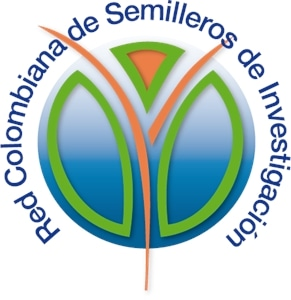 Red Colombiana de Semilleros de Investigación